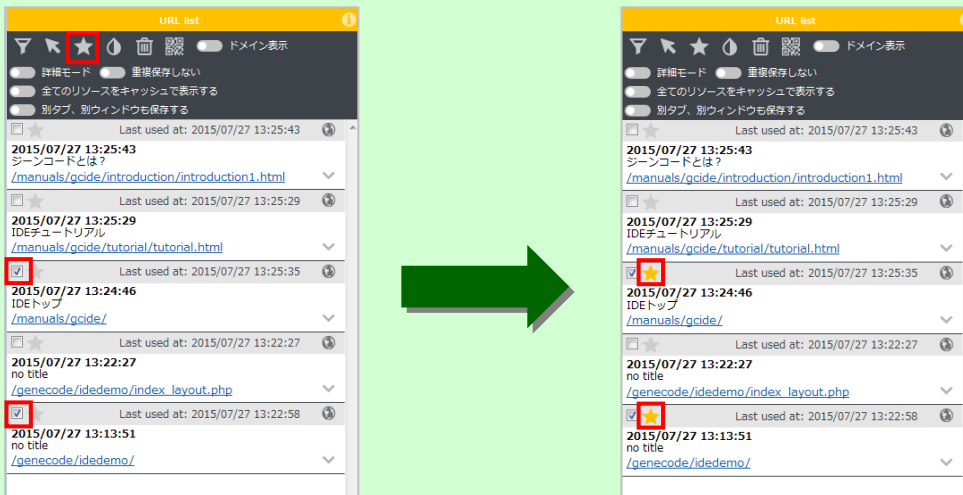 URL list
ドメイン表示
詳細モード 重複保存しない
全てのリソースをキャッシュで表示する
別タブ、別ウィンドウも保存する
Last used at: 2015/07/27 13:25:43
2015/07/27 13:25:43
ジーンコードとは？
/manuals/gcide/introduction/introduction1.html
Last used at: 2015/07/27 13:25:29
2015/07/27 13:25:29
IDEチュートリアル
/manuals/gcide/tutorial/tutorial.html
Last used at: 2015/07/27 13:25:35
2015/07/27 13:24:46
IDEトップ
/manuals/gcide/
Last used at: 2015/07/27 13:22:27
2015/07/27 13:22:27
no title
/genecode/idedemo/index_layout.php
Last used at: 2015/07/27 13:22:58
2015/07/27 13:13:51
no title
/genecode/idedemo/
URL list
ドメイン表示
詳細モード 重複保存しない
全てのリソースをキャッシュで表示する
別タブ、別ウィンドウも保存する
Last used at: 2015/07/27 13:25:43
2015/07/27 13:25:43
ジーンコードとは？
/manuals/gcide/introduction/introduction1.html
Last used at: 2015/07/27 13:25:29
2015/07/27 13:25:29
IDEチュートリアル
/manuals/gcide/tutorial/tutorial.html
Last used at: 2015/07/27 13:25:35
2015/07/27 13:24:46
IDEトップ
/manuals/gcide/
Last used at: 2015/07/27 13:22:27
2015/07/27 13:22:27
no title
/genecode/idedemo/index_layout.php
Last used at: 2015/07/27 13:22:58
2015/07/27 13:13:51
no title
/genecode/idedemo/